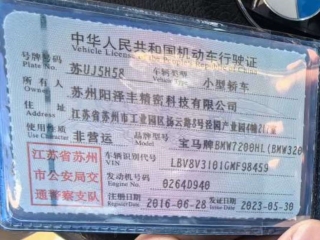 中华人民共和国机动车行驶证
Vehicle License
号牌号码 苏UJ5H58 车辆类型 小型轿车
Plate No. Vehicle Type
所有人 苏州阳泽丰精密科技有限公司
Owner
住址 江苏省苏州市工业园区扬云路8号
Address
使用性质 非营运 品牌型号 宝马牌BMW7200HL(BMW320
Use Character Model
江苏省苏州市公安局交通警察支队
车辆识别代号 LBV8V3101GMF98459
VIN
发动机号码 0264D940
Engine No.
注册日期 2016-06-28 发证日期 2023-05-30
Register Date Issue Date